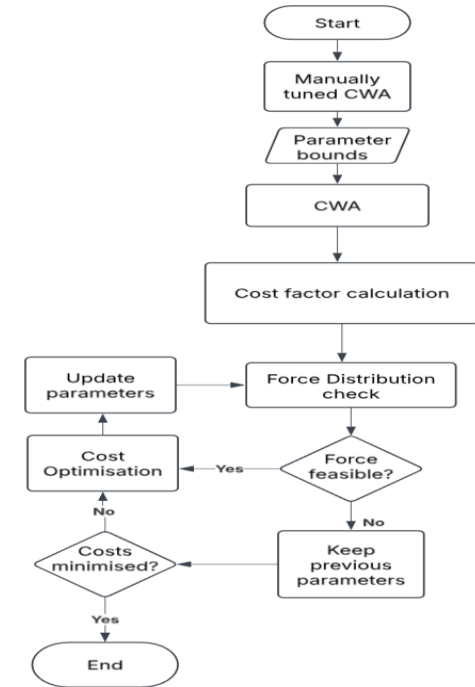 Start
Manually
tuned CWA
Parameter
bounds
CWA
Cost factor calculation
Update
parameters
Force Distribution
check
Cost
Optimisation
Yes
Force
feasible?
No
No
Costs
minimised?
Keep
previous
parameters
Yes
End